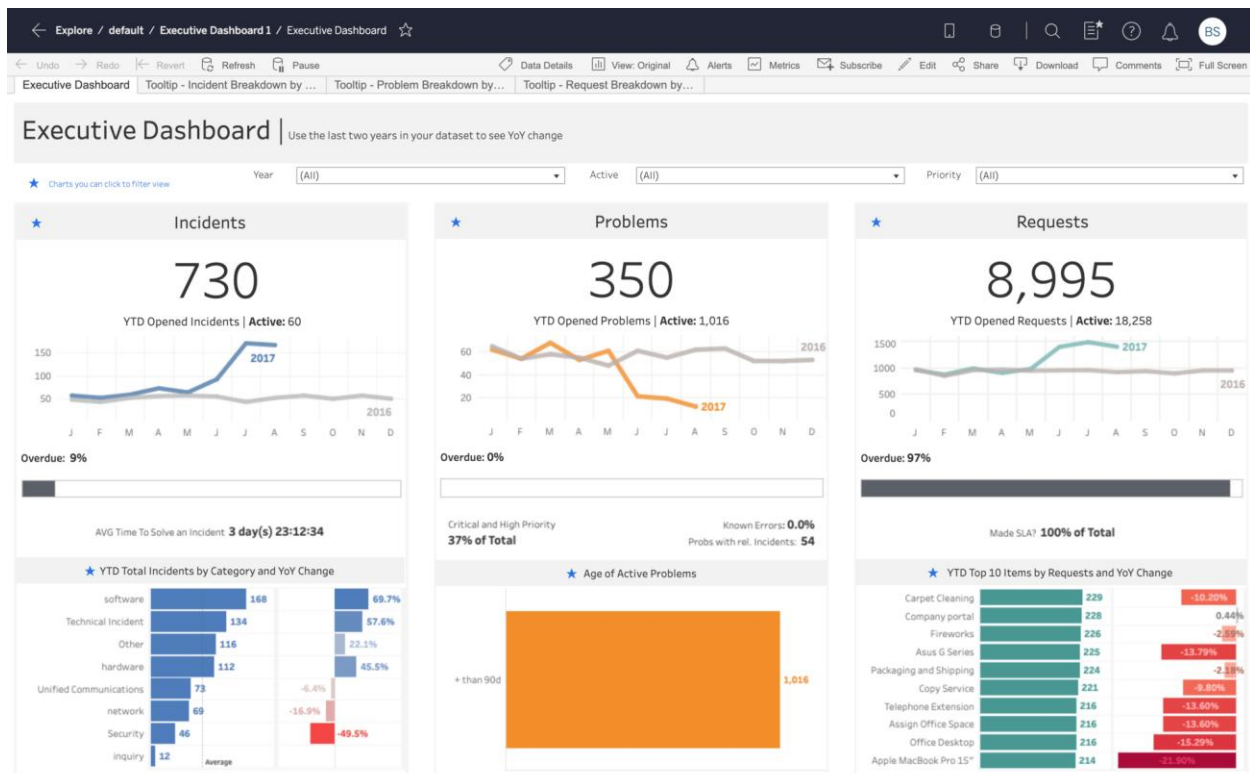 Explore / default / Executive Dashboard 1 / Executive Dashboard
BS
Undo Redo Revert Refresh Pause Data Details View: Original Alerts Metrics Subscribe Edit Share Download Comments Full Screen
Executive Dashboard Tooltip - Incident Breakdown by ... Tooltip - Problem Breakdown by... Tooltip - Request Breakdown by...
Executive Dashboard | Use the last two years in your dataset to see YoY change
Charts you can click to filter view
Year (All) Active (All) Priority (All)
Incidents
730
YTD Opened Incidents | Active: 60
150
100
50
2017
2016
J F M A M J J A S O N D
Overdue: 9%
AVG Time To Solve an Incident 3 day(s) 23:12:34
YTD Total Incidents by Category and YoY Change
software 168 69.7%
Technical Incident 134 57.6%
Other 116 22.1%
hardware 112 45.5%
Unified Communications 73 -6.4%
network 69 -16.9%
Security 46 -49.5%
inquiry 12
Average
Problems
350
YTD Opened Problems | Active: 1,016
60
40
20
2016
2017
J F M A M J J A S O N D
Overdue: 0%
Critical and High Priority
37% of Total
Known Errors: 0.0%
Probs with rel. Incidents: 54
Age of Active Problems
+ than 90d 1,016
Requests
8,995
YTD Opened Requests | Active: 18,258
1500
1000
500
0
2017
2016
J F M A M J J A S O N D
Overdue: 97%
Made SLA? 100% of Total
YTD Top 10 Items by Requests and YoY Change
Carpet Cleaning 229 -10.20%
Company portal 228 0.44%
Fireworks 226 -2.59%
Asus G Series 225 -13.79%
Packaging and Shipping 224 -2.18%
Copy Service 221 -9.80%
Telephone Extension 216 -13.60%
Assign Office Space 216 -13.60%
Office Desktop 216 -15.29%
Apple MacBook Pro 15" 214 -21.90%